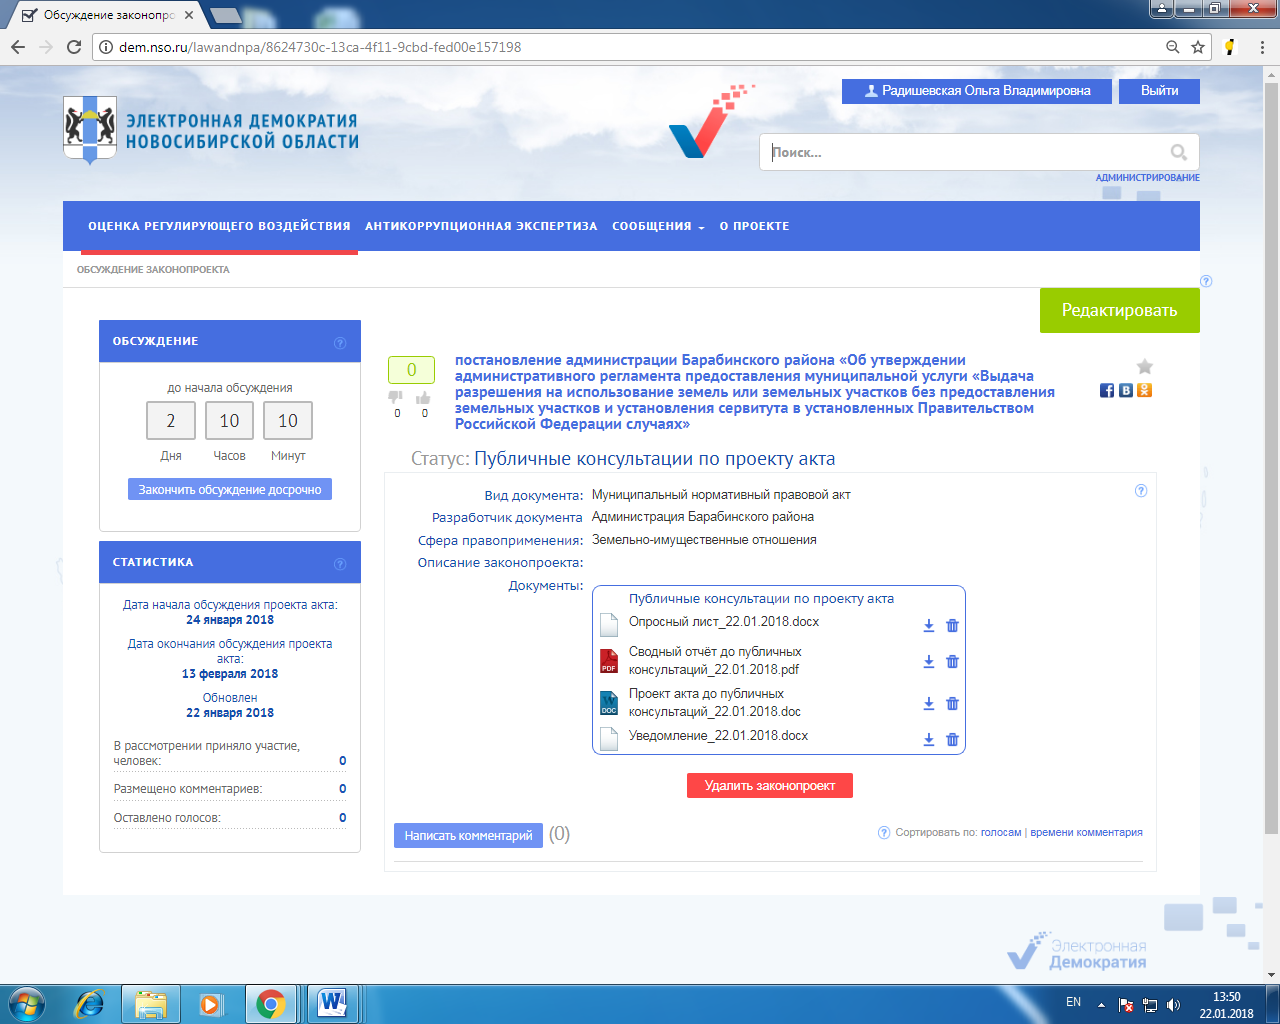 Обсуждение законопро
dem.nso.ru/lawandnpa/8624730c-13ca-4f11-9cbd-fed00e157198
ЭЛЕКТРОННАЯ ДЕМОКРАТИЯ
НОВОСИБИРСКОЙ ОБЛАСТИ
Радишевская Ольга Владимировна
Выйти
Поиск...
АДМИНИСТРИРОВАНИЕ
ОЦЕНКА РЕГУЛИРУЮЩЕГО ВОЗДЕЙСТВИЯ АНТИКОРРУПЦИОННАЯ ЭКСПЕРТИЗА СООБЩЕНИЯ О ПРОЕКТЕ
ОБСУЖДЕНИЕ ЗАКОНОПРОЕКТА
?
Редактировать
ОБСУЖДЕНИЕ ?
до начала обсуждения
2 10 10
Дня Часов Минут
Закончить обсуждение досрочно
СТАТИСТИКА ?
Дата начала обсуждения проекта акта:
24 января 2018
Дата окончания обсуждения проекта
акта:
13 февраля 2018
Обновлен
22 января 2018
В рассмотрении приняло участие,
человек: 0
Размещено комментариев: 0
Оставлено голосов: 0
0
0 0
постановление администрации Барабинского района «Об утверждении
административного регламента предоставления муниципальной услуги «Выдача
разрешения на использование земель или земельных участков без предоставления
земельных участков и установления сервитута в установленных Правительством
Российской Федерации случаях»
Статус: Публичные консультации по проекту акта
?
Вид документа: Муниципальный нормативный правовой акт
Разработчик документа Администрация Барабинского района
Сфера правоприменения: Земельно-имущественные отношения
Описание законопроекта:
Документы:
Публичные консультации по проекту акта
Опросный лист_22.01.2018.docx
PDF
Сводный отчёт до публичных
консультаций_22.01.2018.pdf
DOC
Проект акта до публичных
консультаций_22.01.2018.doc
Уведомление_22.01.2018.docx
Удалить законопроект
Написать комментарий (0)
? Сортировать по: голосам | времени комментария
Электронная
Демократия
EN
13:50
22.01.2018